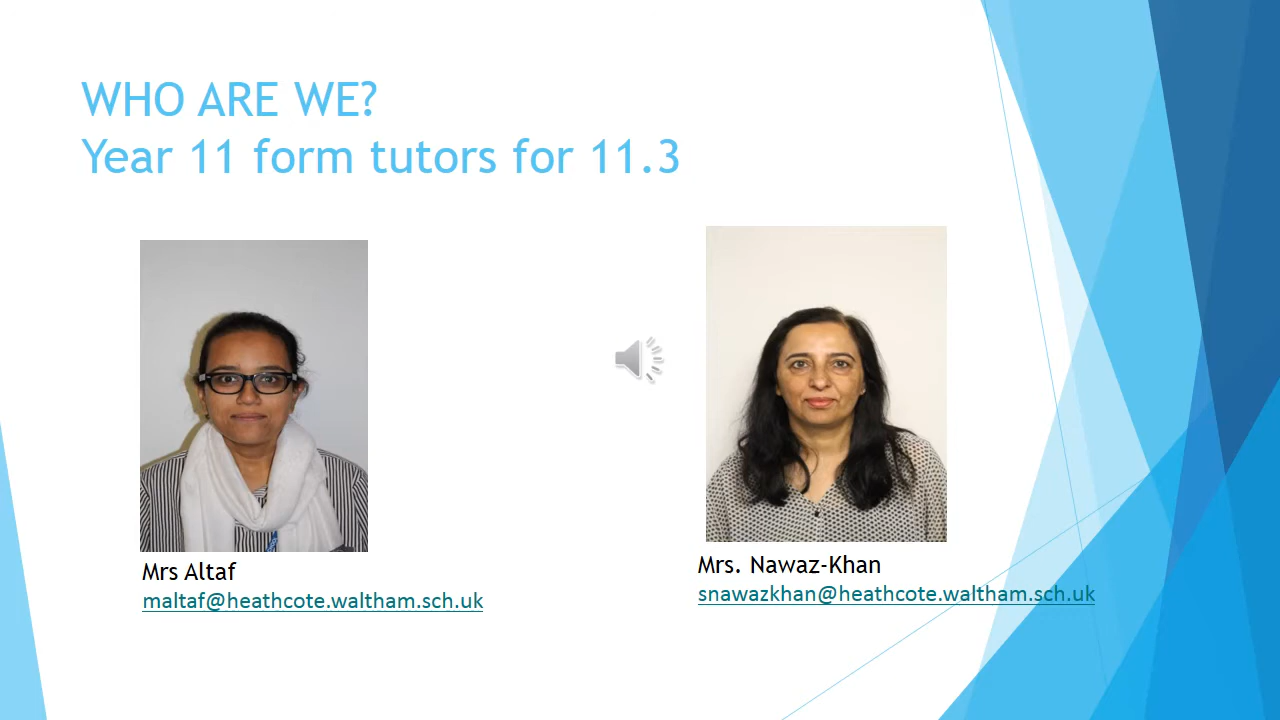 WHO ARE WE?
Year 11 form tutors for 11.3
Mrs Altaf
maltaf@heathcote.waltham.sch.uk
Mrs. Nawaz-Khan
snawazkhan@heathcote.waltham.sch.uk